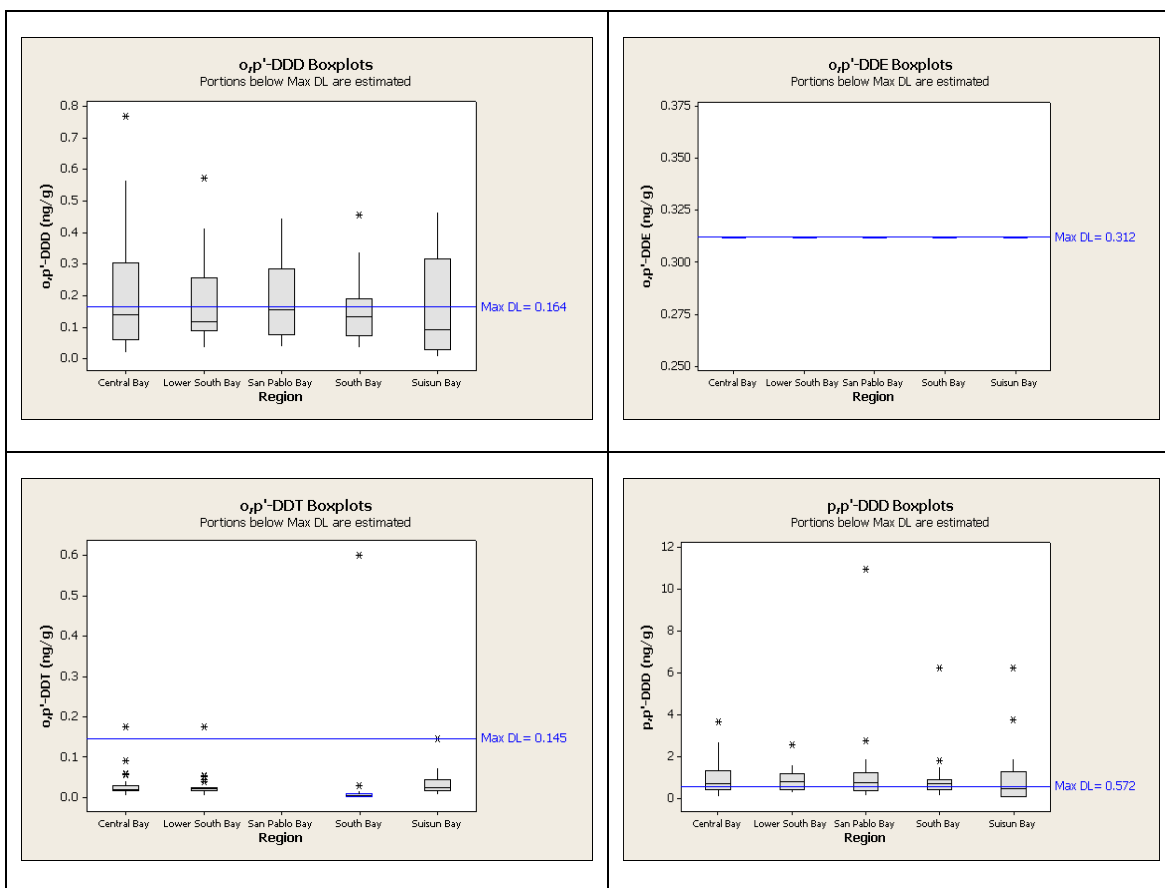 o,p'-DDD Boxplots
Portions below Max DL are estimated
0.8
0.7
0.6
0.5
0.4
0.3
0.2
0.1
0.0
o,p'-DDD (ng/g)
Max DL= 0.164
Central Bay Lower South Bay San Pablo Bay South Bay Suisun Bay
Region
o,p'-DDE Boxplots
Portions below Max DL are estimated
0.375
0.350
0.325
0.300
0.275
0.250
o,p'-DDE (ng/g)
Max DL= 0.312
Central Bay Lower South Bay San Pablo Bay South Bay Suisun Bay
Region
o,p'-DDT Boxplots
Portions below Max DL are estimated
0.6
0.5
0.4
0.3
0.2
0.1
0.0
o,p'-DDT (ng/g)
Max DL= 0.145
Central Bay Lower South Bay San Pablo Bay South Bay Suisun Bay
Region
p,p'-DDD Boxplots
Portions below Max DL are estimated
12
10
8
6
4
2
0
p,p'-DDD (ng/g)
Max DL= 0.572
Central Bay Lower South Bay San Pablo Bay South Bay Suisun Bay
Region